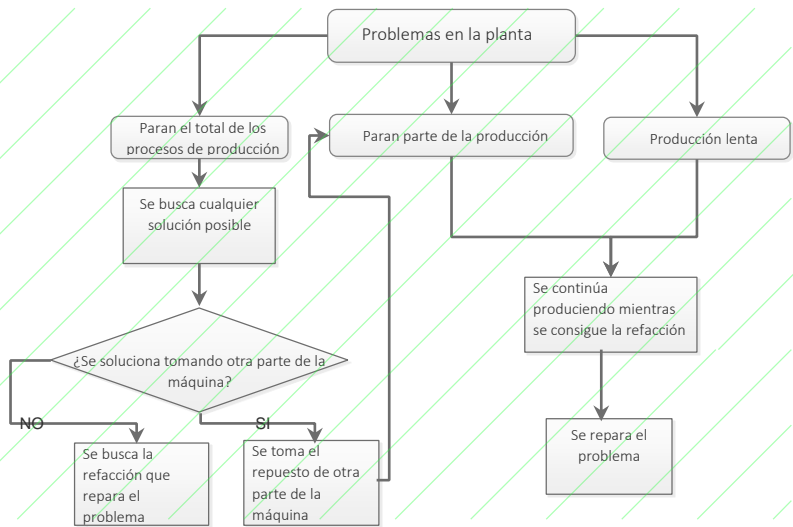 Problemas en la planta
Paran el total de los
procesos de producción
Paran parte de la producción
Producción lenta
Se busca cualquier
solución posible
Se continúa
produciendo mientras
se consigue la refacción
¿Se soluciona tomando otra parte de la
máquina?
NO
SI
Se busca la
refacción que
repara el
problema
Se toma el
repuesto de otra
parte de la
máquina
Se repara el
problema